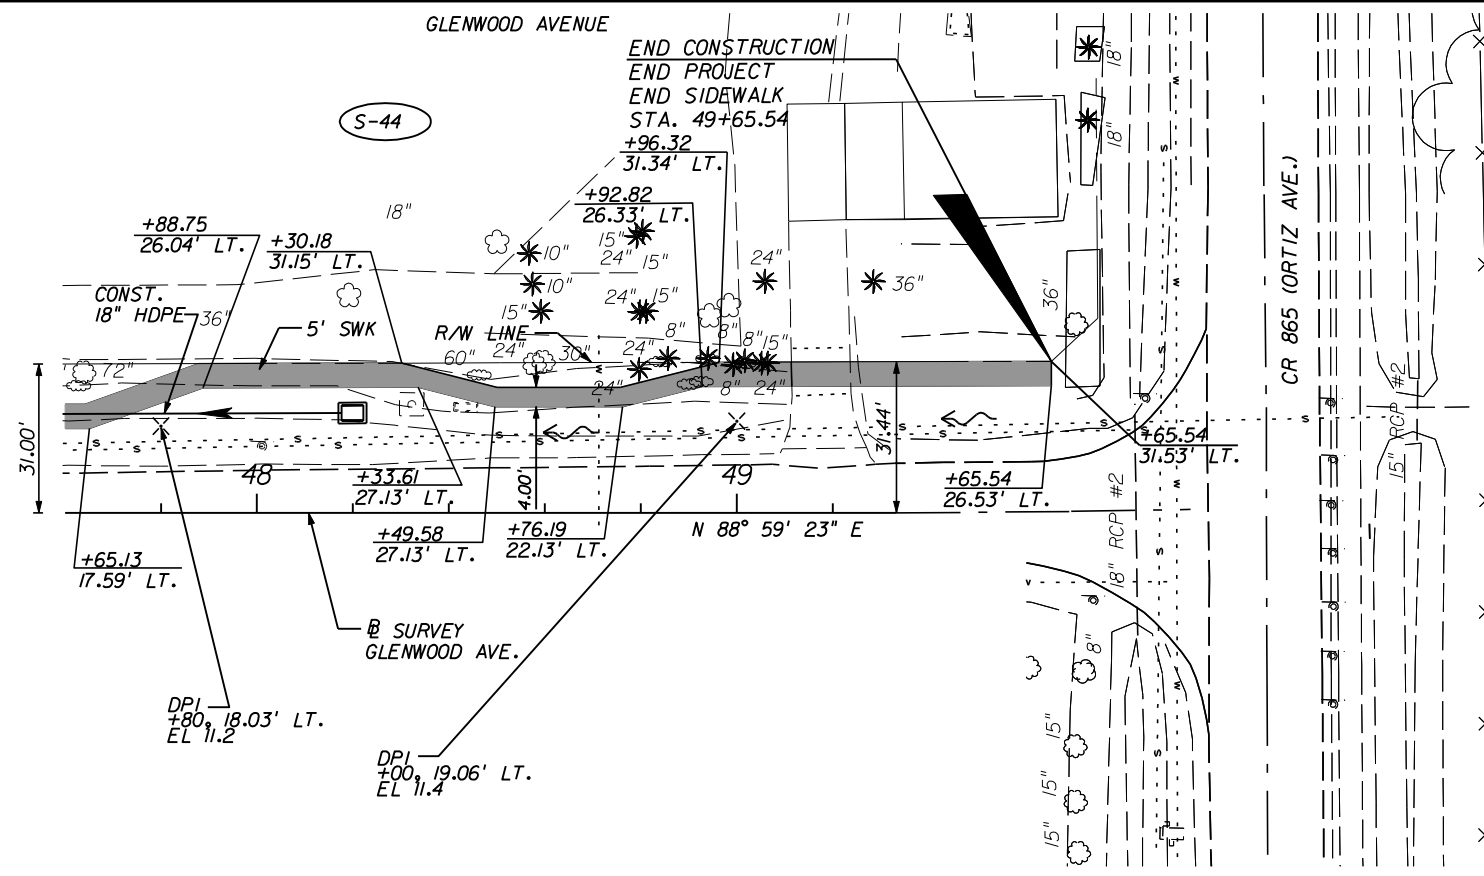 GLENWOOD AVENUE
END CONSTRUCTION
END PROJECT
END SIDEWALK
STA. 49+65.54
S-44
+96.32
31.34' LT.
+92.82
26.33' LT.
18"
+88.75
26.04' LT.
+30.18
31.15' LT.
CONST.
18" HDPE
36"
5' SWK
R/W LINE
10"
10"
15"
15"
24"
15"
24"
15"
24"
36"
36"
18"
18"
8"
8"
8"
15"
72"
60"
24"
30"
24"
24"
8"
24"
CR 865 (ORTIZ AVE.)
15" RCP #2
31.00'
15'
31.44'
4.00'
48
49
+33.61
27.13' LT.
+65.54
26.53' LT.
+65.54
31.53' LT.
18" RCP #2
+49.58
27.13' LT.
+76.19
22.13' LT.
N 88° 59' 23" E
+65.13
17.59' LT.
SURVEY
GLENWOOD AVE.
DPI
+80, 18.03' LT.
EL 11.2
DPI
+00, 19.06' LT.
EL 11.4
8"
15"
15"
15"